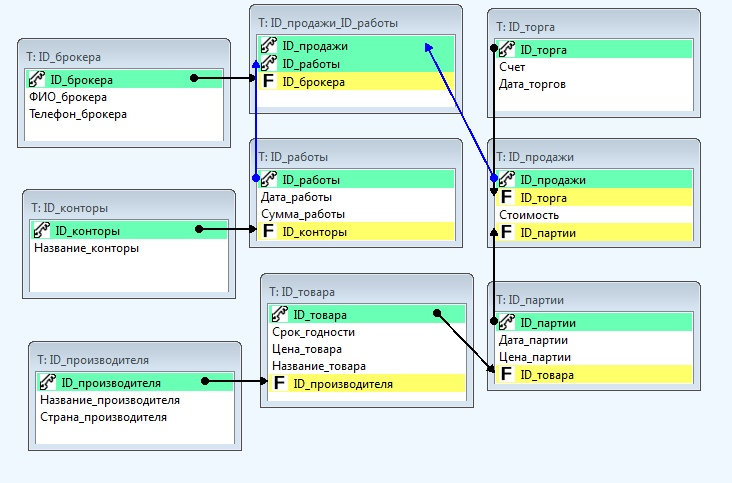 T: ID_брокера
ID_брокера
ФИО_брокера
Телефон_брокера
T: ID_продажи_ID_работы
ID_продажи
ID_работы
F ID_брокера
T: ID_торга
ID_торга
Счет
Дата_торгов
T: ID_работы
ID_работы
Дата_работы
Сумма_работы
F ID_конторы
T: ID_продажи
ID_продажи
F ID_торга
Стоимость
F ID_партии
T: ID_конторы
ID_конторы
Название_конторы
T: ID_товара
ID_товара
Срок_годности
Цена_товара
Название_товара
F ID_производителя
T: ID_партии
ID_партии
Дата_партии
Цена_партии
F ID_товара
T: ID_производителя
ID_производителя
Название_производителя
Страна_производителя